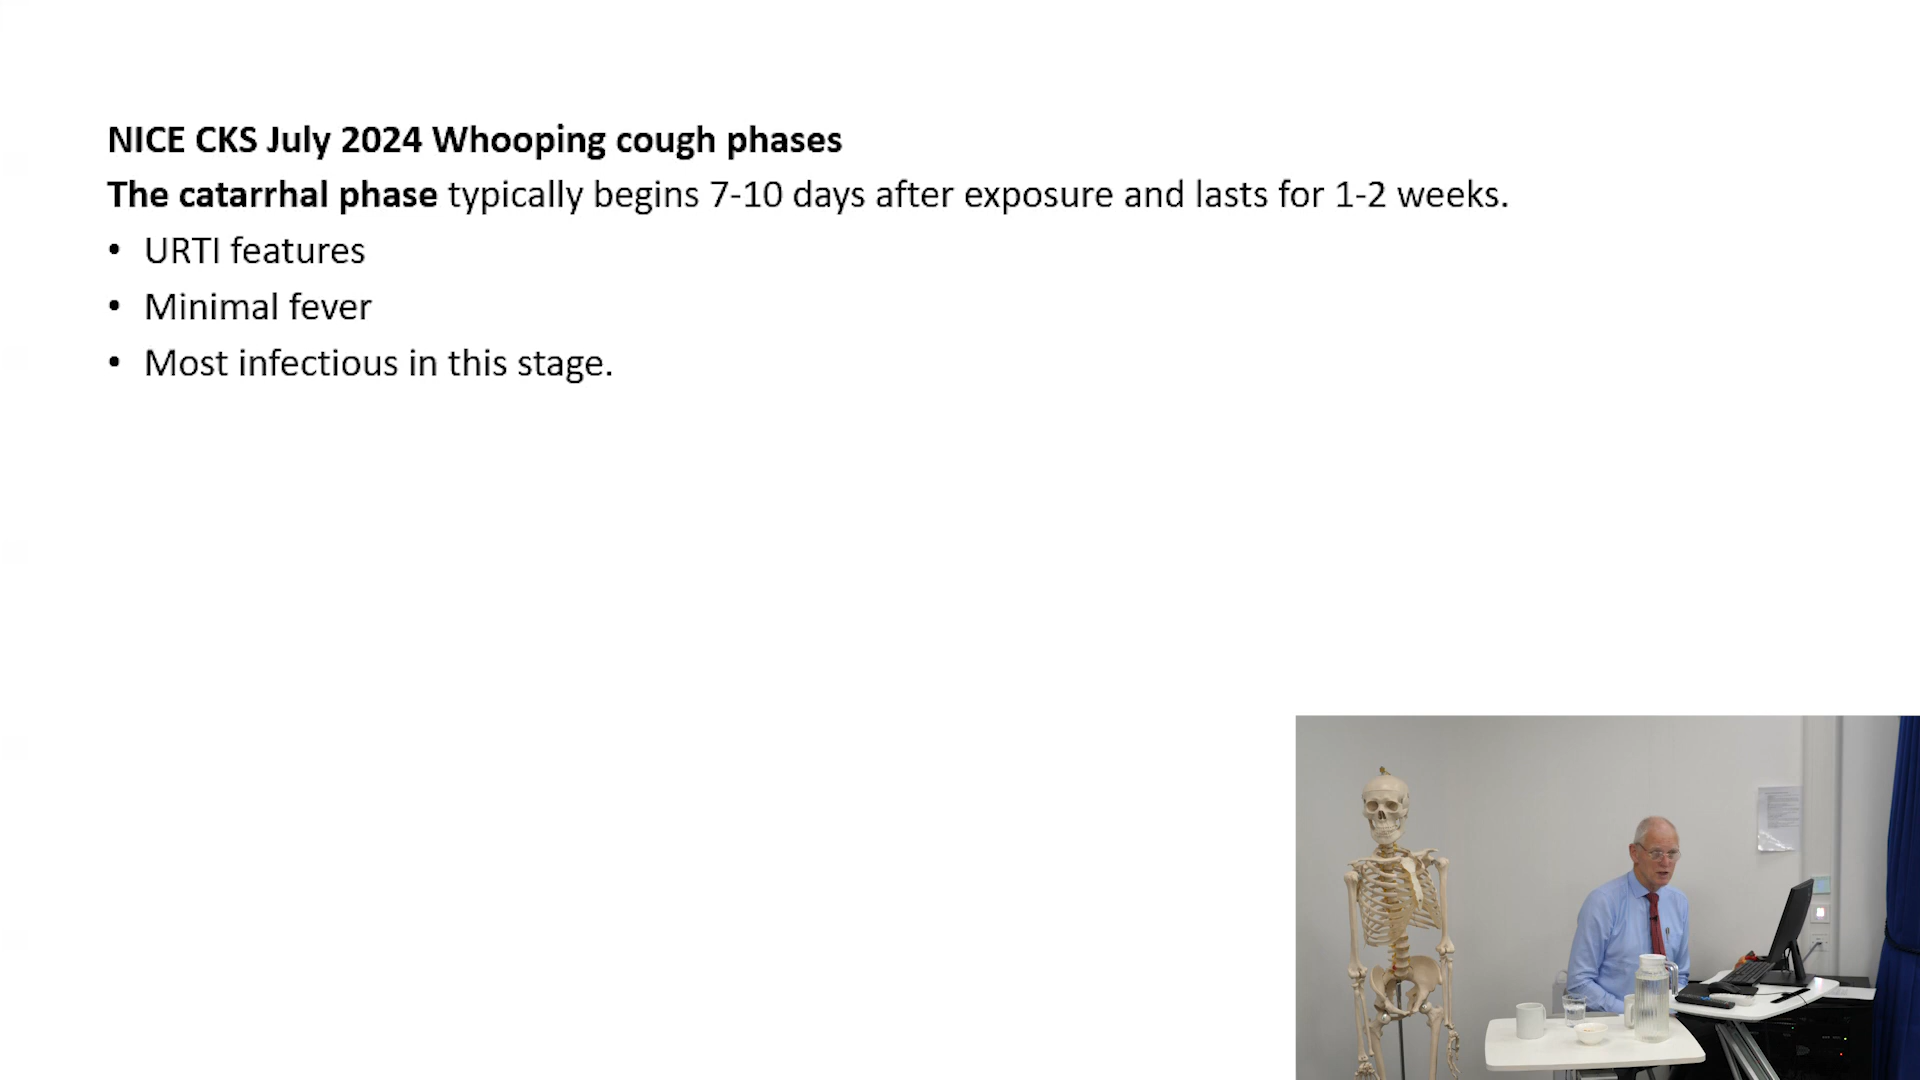 NICE CKS July 2024 Whooping cough phases
The catarrhal phase typically begins 7-10 days after exposure and lasts for 1-2 weeks.
• URTI features
• Minimal fever
• Most infectious in this stage.